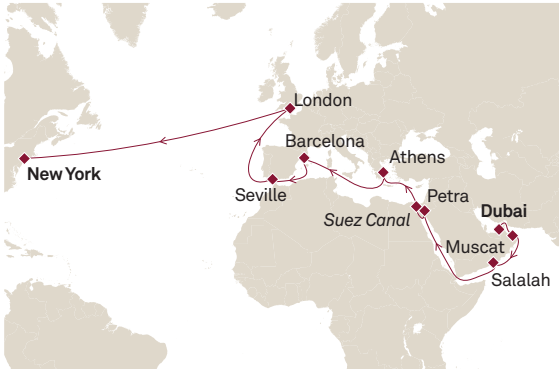 London
Barcelona
New York
Athens
Seville
Petra
Suez Canal
Dubai
Muscat
Salalah